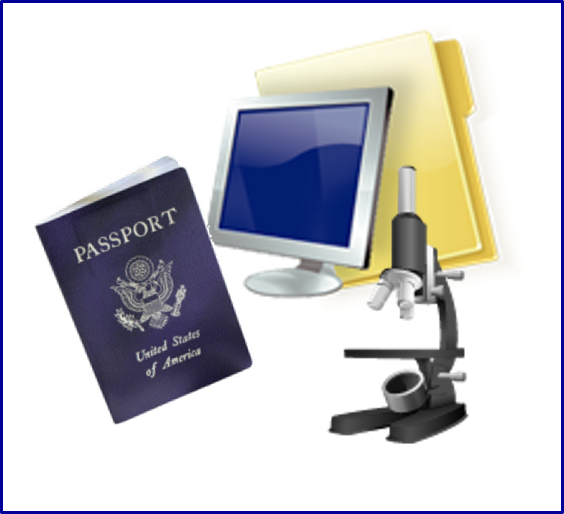 PASSPORT
United States
of America